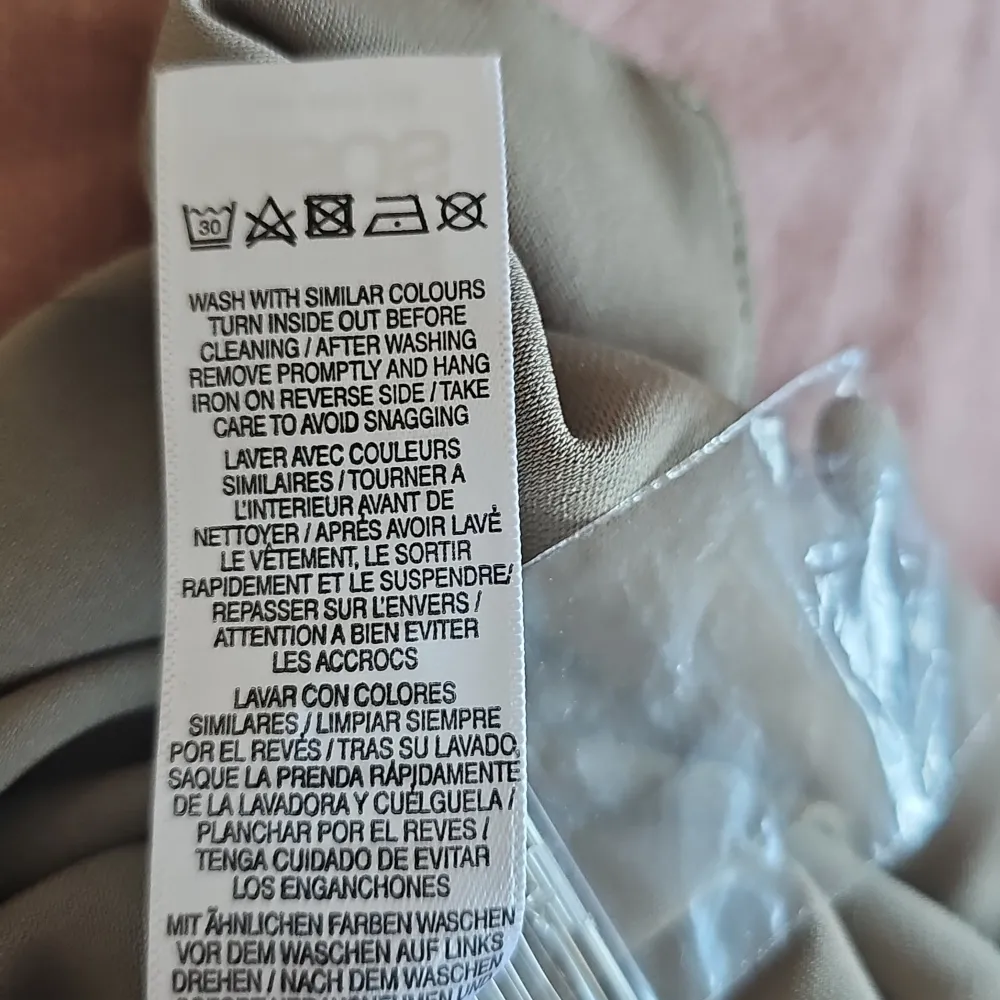 30
WASH WITH SIMILAR COLOURS
TURN INSIDE OUT BEFORE
CLEANING / AFTER WASHING
REMOVE PROMPTLY AND HANG
IRON ON REVERSE SIDE / TAKE
CARE TO AVOID SNAGGING
LAVER AVEC COULEURS
SIMILAIRES / TOURNER A
L'INTERIEUR AVANT DE
NETTOYER / APRÈS AVOIR LAVÉ
LE VÊTEMENT, LE SORTIR
RAPIDEMENT ET LE SUSPENDRE/
REPASSER SUR L'ENVERS /
ATTENTION A BIEN EVITER
LES ACCROCS
LAVAR CON COLORES
SIMILARES / LIMPIAR SIEMPRE
POR EL REVÉS / TRAS SU LAVADO,
SAQUE LA PRENDA RÁPIDAMENTE
DE LA LAVADORA Y CUÉLGUELA /
PLANCHAR POR EL REVES /
TENGA CUIDADO DE EVITAR
LOS ENGANCHONES
MIT ÄHNLICHEN FARBEN WASCHEN
VOR DEM WASCHEN AUF LINKS
DREHEN / NACH DEM WASCHEN